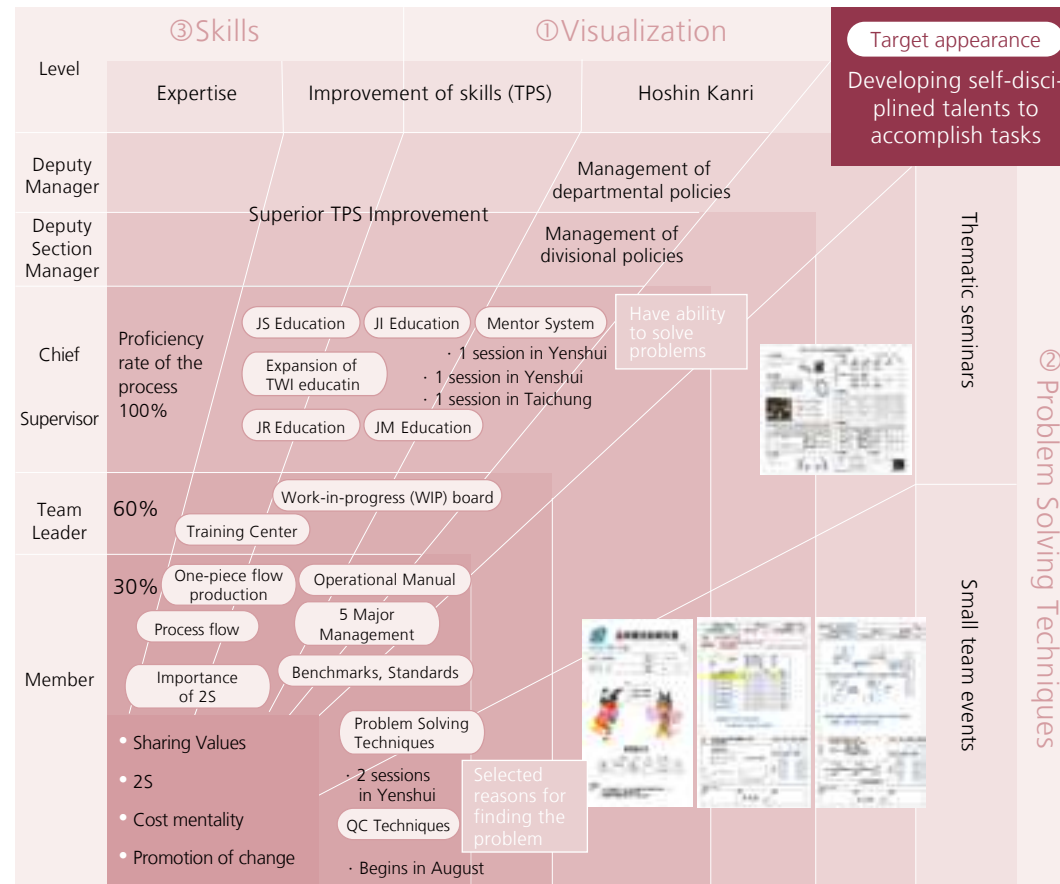 ③Skills
①Visualization
Target appearance
Developing self-disci-
plined talents to
accomplish tasks
Level
Expertise
Improvement of skills (TPS)
Hoshin Kanri
Deputy
Manager
Management of
departmental policies
Superior TPS Improvement
Deputy
Section
Manager
Management of
divisional policies
Chief
Supervisor
Proficiency
rate of the
process
100%
JS Education
JI Education
Mentor System
Have ability
to solve
problems
Expansion of
TWI educatin
· 1 session in Yenshui
· 1 session in Yenshui
· 1 session in Taichung
JR Education
JM Education
Thematic seminars
② Problem Solving Techniques
Team
Leader
60%
Work-in-progress (WIP) board
Training Center
Member
30%
One-piece flow
production
Operational Manual
Process flow
5 Major
Management
Importance
of 2S
Benchmarks, Standards
Small team events
• Sharing Values
• 2S
• Cost mentality
• Promotion of change
Problem Solving
Techniques
· 2 sessions
in Yenshui
QC Techniques
· Begins in August
Selected
reasons for
finding the
problem